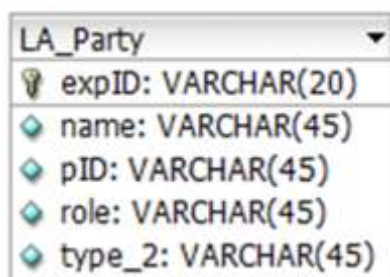 LA_Party
expID: VARCHAR(20)
name: VARCHAR(45)
pID: VARCHAR(45)
role: VARCHAR(45)
type_2: VARCHAR(45)